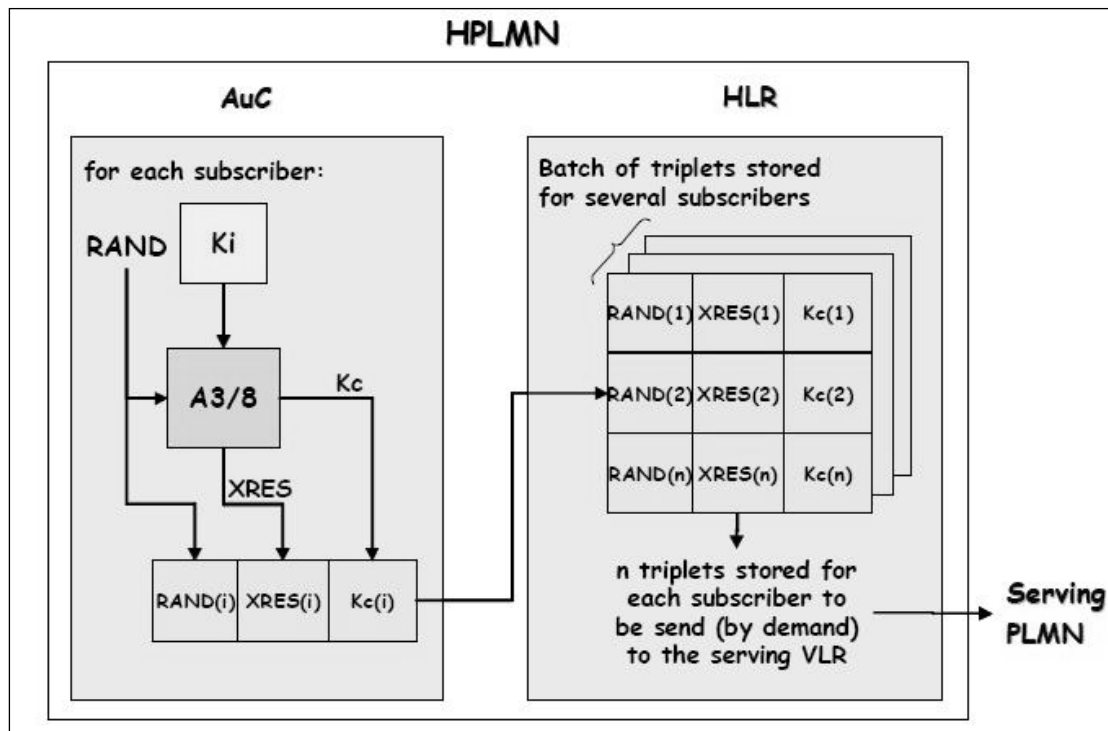 HPLMN
AuC
HLR
for each subscriber:
RAND
Ki
A3/8
Kc
XRES
RAND(i) XRES(i) Kc(i)
Batch of triplets stored
for several subscribers
RAND(1) XRES(1) Kc(1)
RAND(2) XRES(2) Kc(2)
RAND(n) XRES(n) Kc(n)
n triplets stored for
each subscriber to
be send (by demand)
to the serving VLR
Serving
PLMN